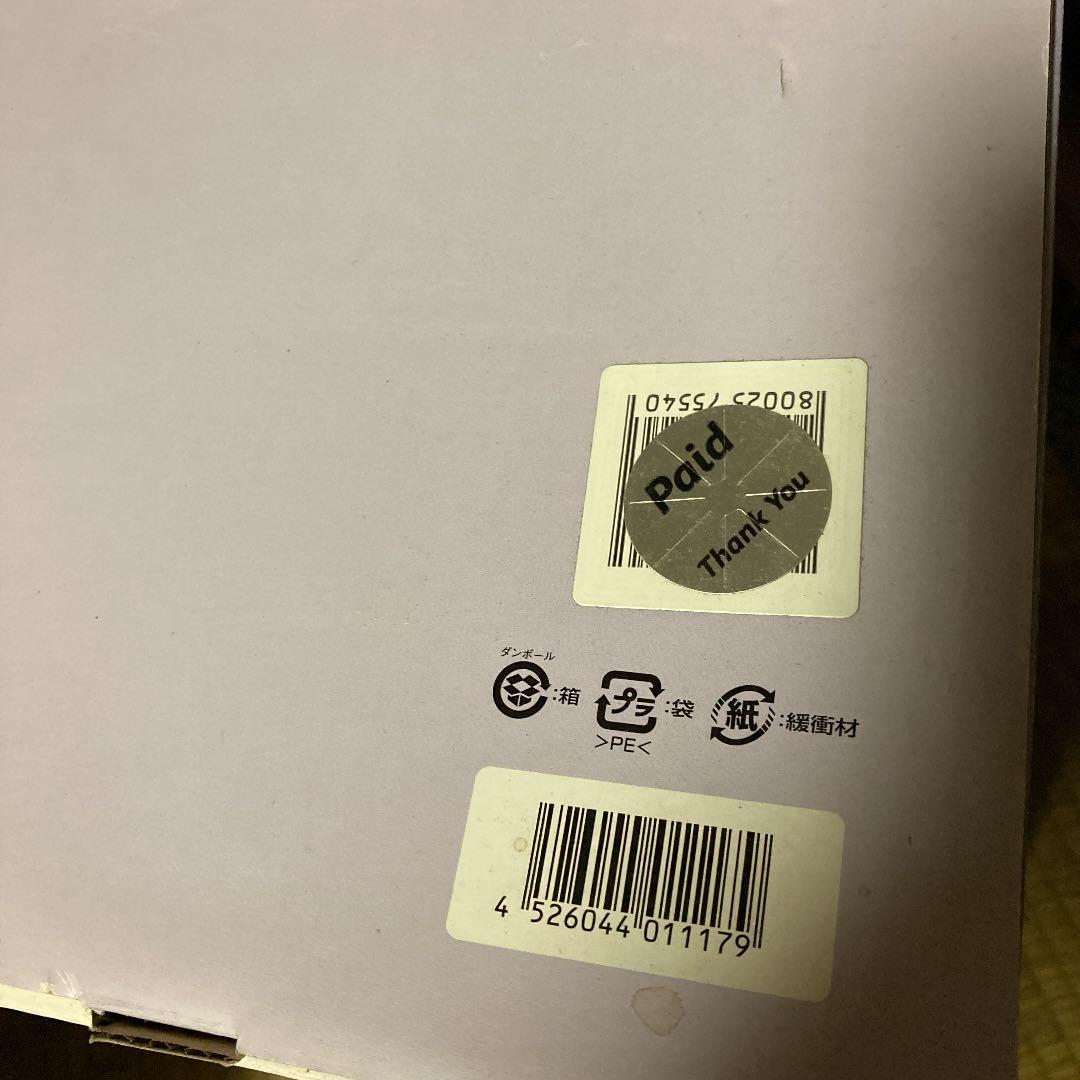 80025 75540
Paid
Thank You
ダンボール
:箱
プラ :袋
>PE<
紙 :緩衝材
4 526044 011179